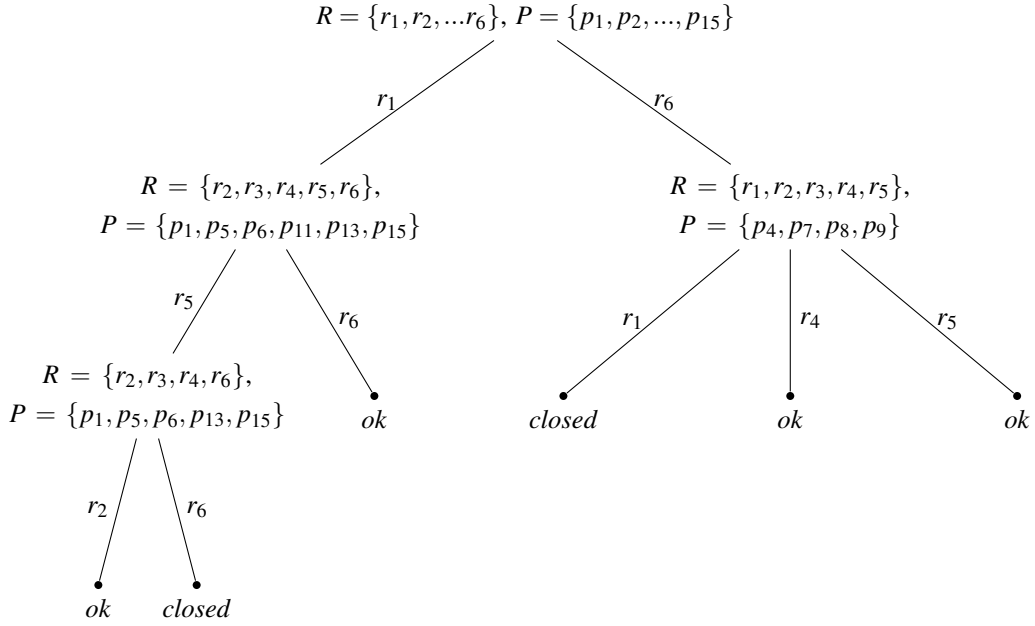 R = {r₁, r₂, ...r₆}, P = {p₁, p₂, ..., p₁₅}
r₁
r₆
R = {r₂, r₃, r₄, r₅, r₆},
P = {p₁, p₅, p₆, p₁₁, p₁₃, p₁₅}
R = {r₁, r₂, r₃, r₄, r₅},
P = {p₄, p₇, p₈, p₉}
r₅
r₆
r₁
r₄
r₅
R = {r₂, r₃, r₄, r₆},
P = {p₁, p₅, p₆, p₁₃, p₁₅}
ok
closed
ok
ok
r₂
r₆
ok
closed